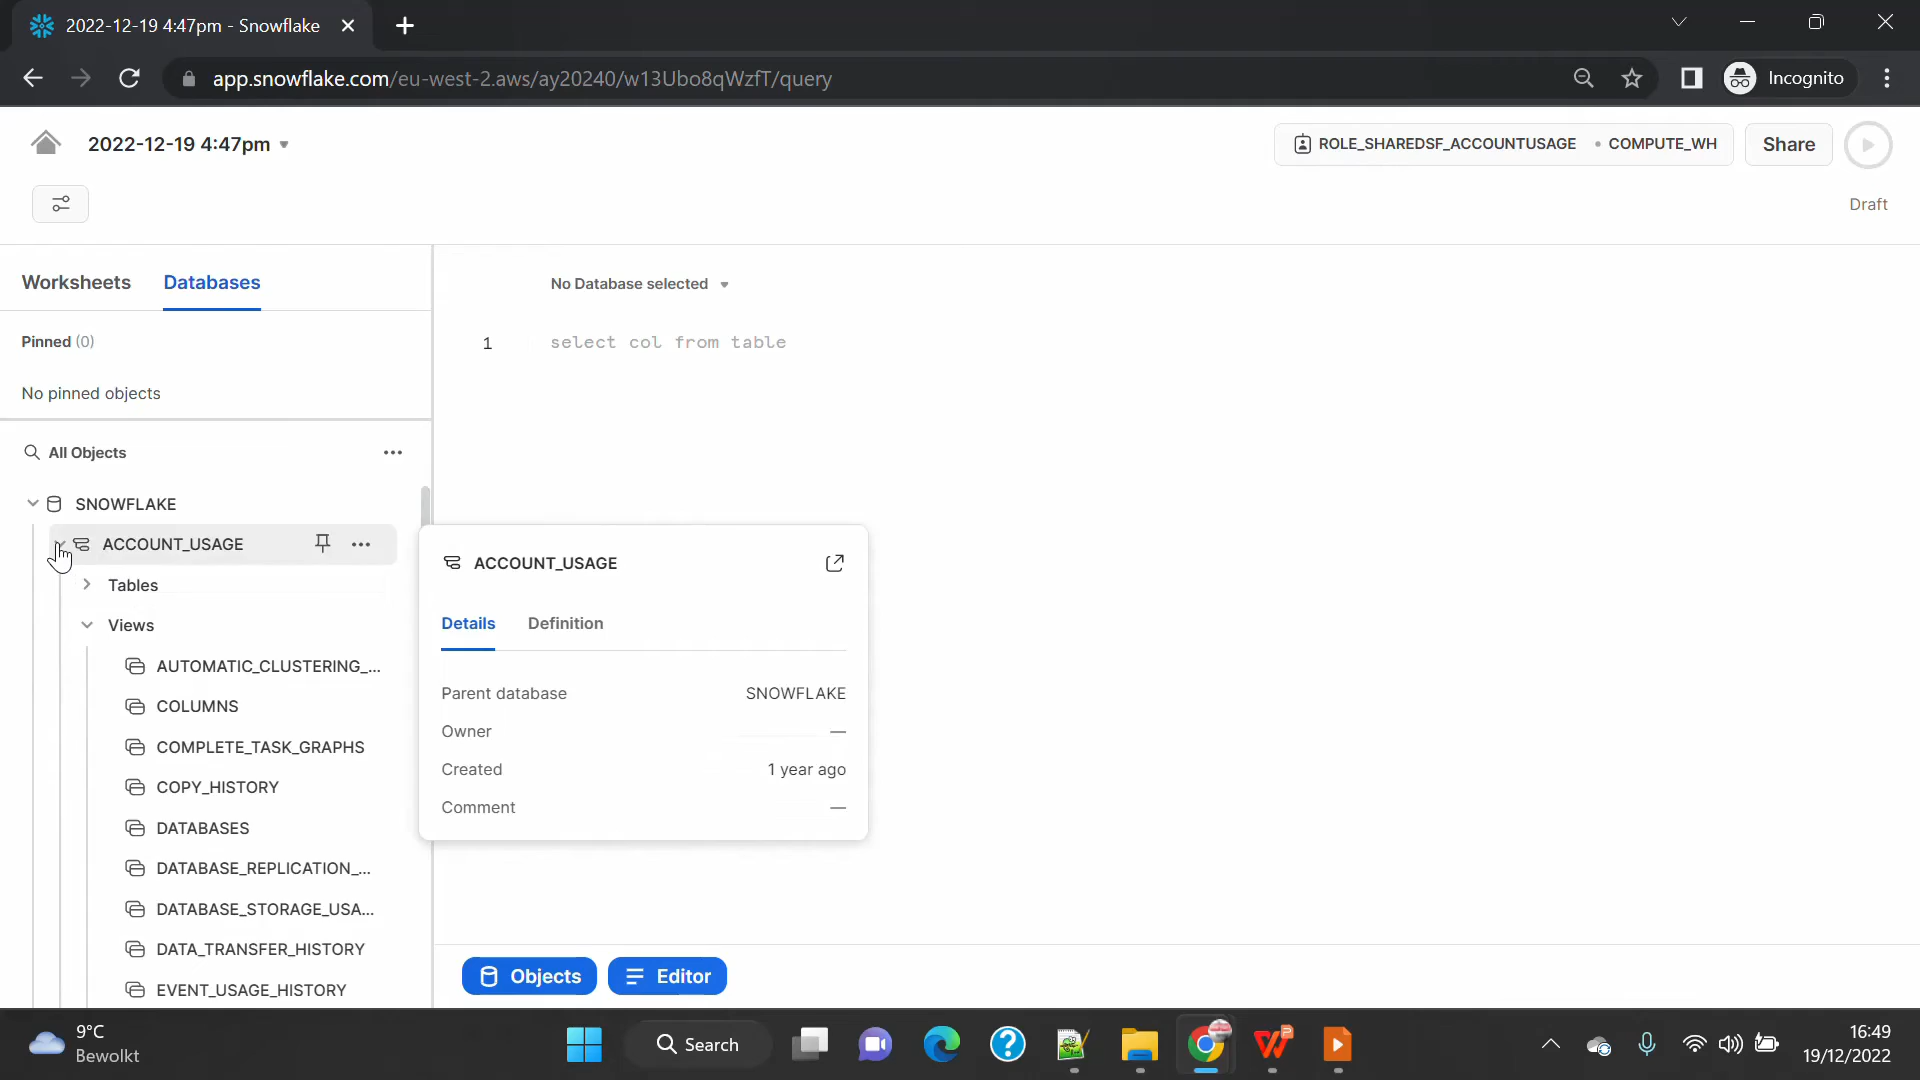 2022-12-19 4:47pm - Snowflake
app.snowflake.com/eu-west-2.aws/ay20240/w13Ubo8qWzfT/query
Incognito
2022-12-19 4:47pm
ROLE_SHAREDSF_ACCOUNTUSAGE • COMPUTE_WH
Share
Draft
Worksheets
Databases
Pinned (0)
No pinned objects
All Objects
SNOWFLAKE
ACCOUNT_USAGE
Tables
Views
AUTOMATIC_CLUSTERING_...
COLUMNS
COMPLETE_TASK_GRAPHS
COPY_HISTORY
DATABASES
DATABASE_REPLICATION_...
DATABASE_STORAGE_USA...
DATA_TRANSFER_HISTORY
EVENT_USAGE_HISTORY
No Database selected
1 select col from table
ACCOUNT_USAGE
Details Definition
Parent database SNOWFLAKE
Owner —
Created 1 year ago
Comment —
Objects
Editor
9°C
Bewolkt
Search
16:49
19/12/2022